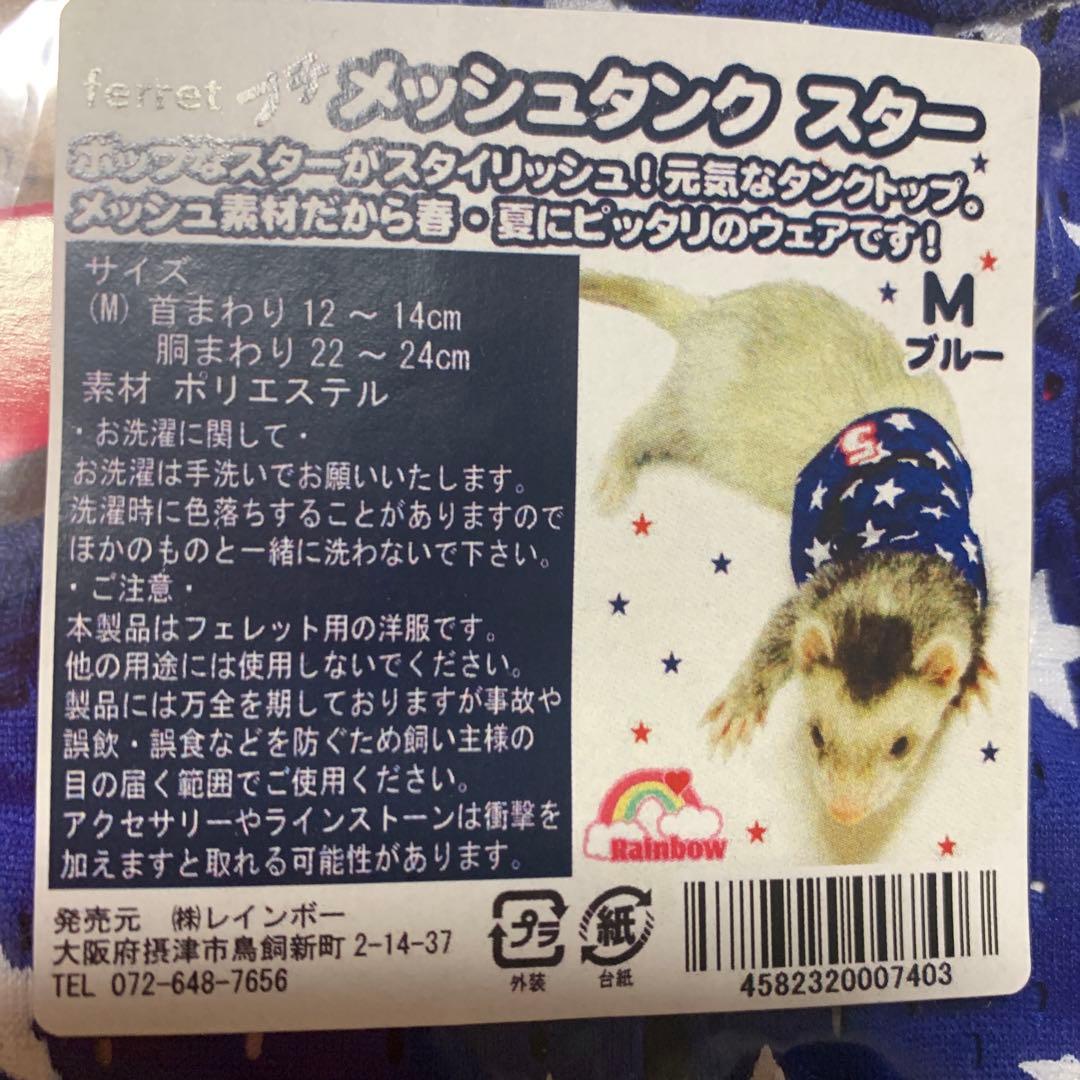 ferret プチ メッシュタンク スター
ポップなスターがスタイリッシュ!元気なタンクトップ。
メッシュ素材だから春・夏にピッタリのウェアです!
M
ブルー
サイズ
(M) 首まわり 12 ~ 14cm
胴まわり 22 ~ 24cm
素材 ポリエステル
・お洗濯に関して・
お洗濯は手洗いでお願いいたします。
洗濯時に色落ちすることがありますので
ほかのものと一緒に洗わないで下さい。
・ご注意・
本製品はフェレット用の洋服です。
他の用途には使用しないでください。
製品には万全を期しておりますが事故や
誤飲・誤食などを防ぐため飼い主様の
目の届く範囲でご使用ください。
アクセサリーやラインストーンは衝撃を
加えますと取れる可能性があります。
S
Rainbow
発売元 ㈱レインボー
大阪府摂津市鳥飼新町 2-14-37
TEL 072-648-7656
プラ
外装
紙
台紙
4582320007403